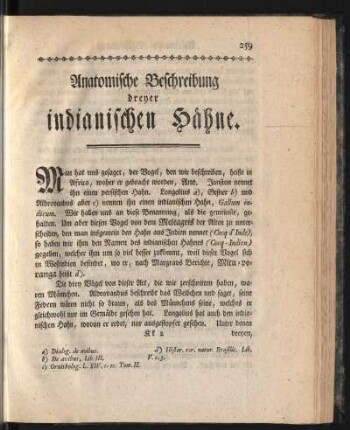 259
Anatomische Beschreibung
dreyer
indianischen Hähne.
Man hat uns gesaget, der Vogel, den wir beschreiben, heiße in
Africa, woher er gebracht worden, Ano. Jonston nennet
ihn einen persischen Hahn. Longolius a), Gesner b) und
Aldrovandus aber c) nennen ihn einen indianischen Hahn, Gallum in-
dicum. Wir haben uns an diese Benennung, als die gemeinste, ge-
halten. Um aber diesen Vogel von dem Meleagris der Alten zu unter-
scheiden, den man insgemein den Hahn aus Indien nennet (Cocq d'Inde),
so haben wir ihm den Namen des indianischen Hahnes (Cocq-Indien)
gegeben, welcher ihm um so viel besser zukömmt, weil dieser Vogel sich
in Westindien befindet, wo er, nach Margravs Berichte, Mitu-po-
ranga heißt d).
Die drey Vögel von dieser Art, die wir zerschnitten haben, wa-
ren Männchen. Aldrovandus beschreibt das Weibchen und saget, seine
Federn wären nicht so braun, als des Männchens seine, welches er
gleichwohl nur im Gemälde gesehen hat. Longolius hat auch den india-
nischen Hahn, wovon er redet, nur ausgestopfet gesehen. Unter denen
Kk 2 dreyen,
a) Dialog. de avibus.
b) De avibus, Lib. III.
c) Ornitholog. L. XIV. c. 10. Tom. II.
d) Histor. rer. natur. Brasiliæ. Lib.
V. c. 3.